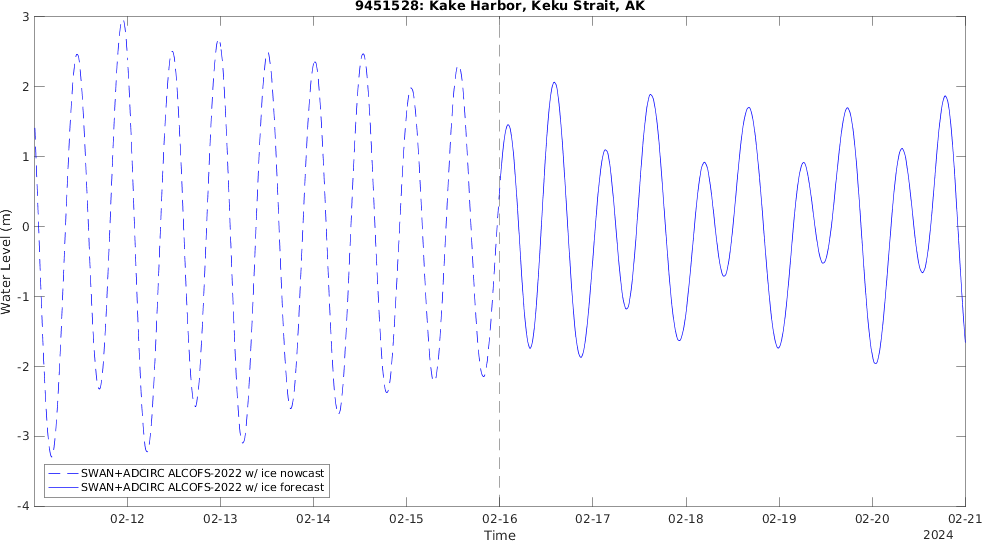 9451528: Kake Harbor, Keku Strait, AK
3
2
1
0
-1
-2
-3
-4
Water Level (m)
SWAN+ADCIRC ALCOFS-2022 w/ ice nowcast
SWAN+ADCIRC ALCOFS-2022 w/ ice forecast
02-12 02-13 02-14 02-15 02-16 02-17 02-18 02-19 02-20 02-21
Time
2024